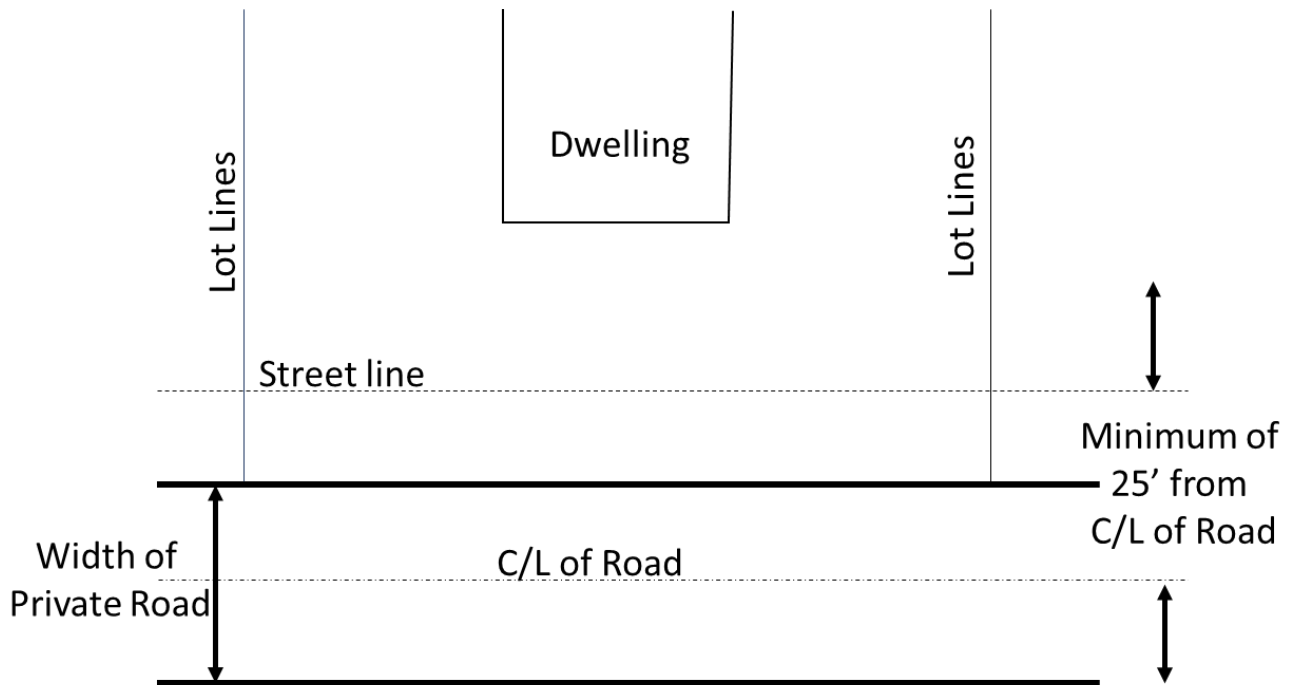 Dwelling
Lot Lines
Lot Lines
Street line
Minimum of
25’ from
C/L of Road
Width of
Private Road
C/L of Road